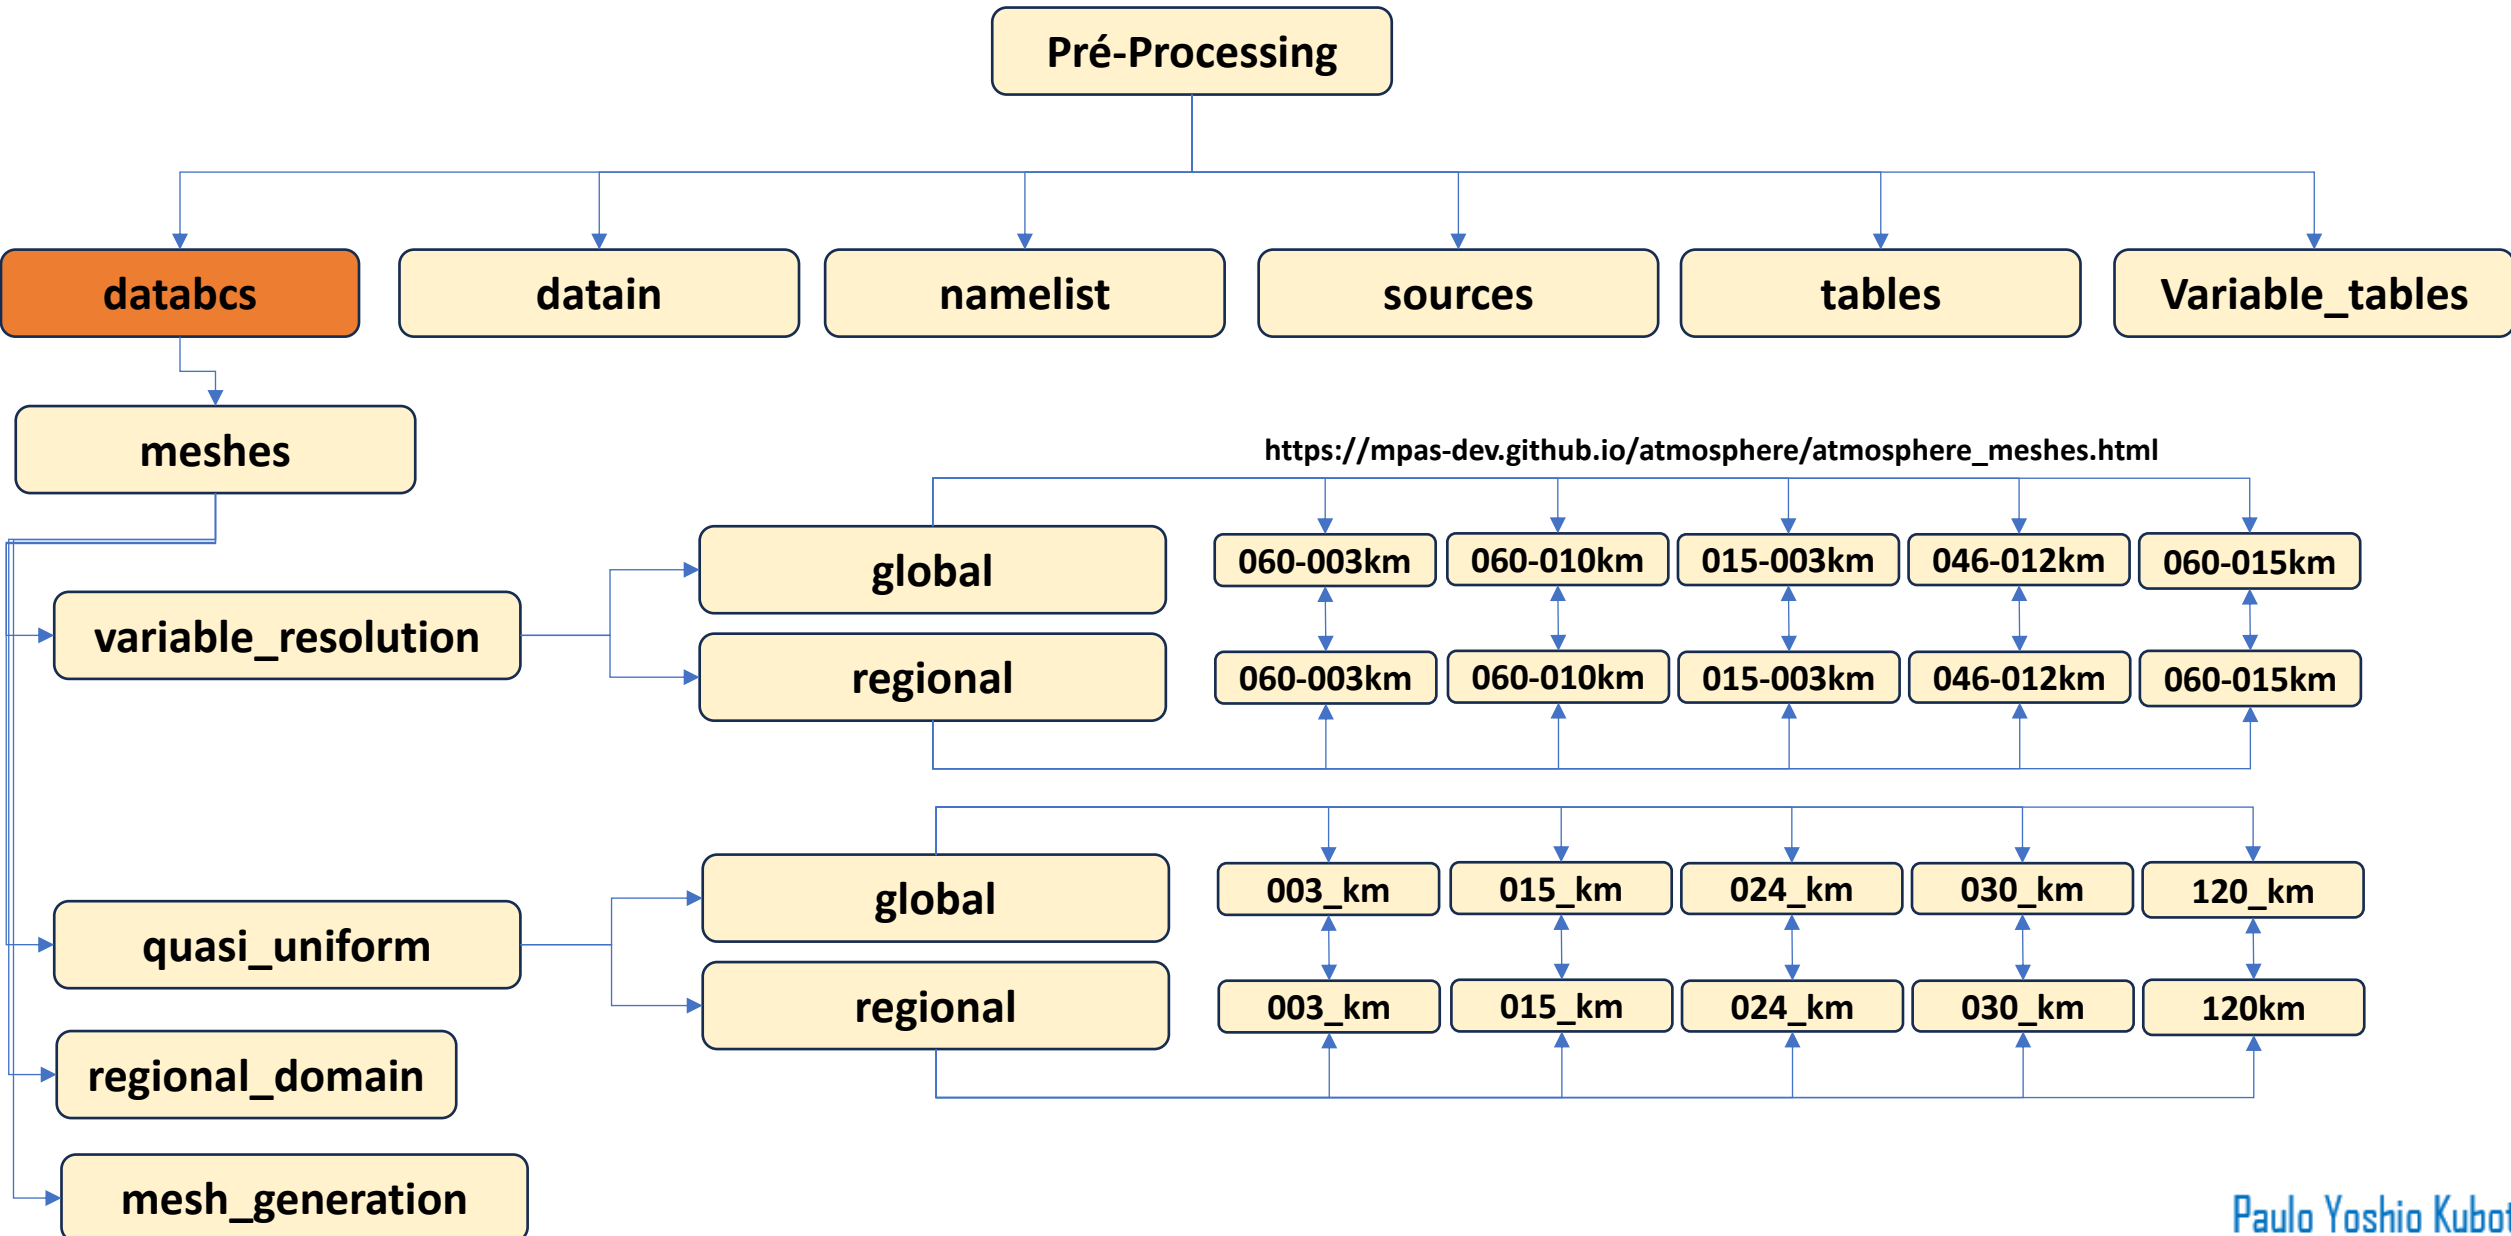 Pré-Processing
databcs
datain
namelist
sources
tables
Variable_tables
meshes
https://mpas-dev.github.io/atmosphere/atmosphere_meshes.html
variable_resolution
global
060-003km
060-010km
015-003km
046-012km
060-015km
regional
060-003km
060-010km
015-003km
046-012km
060-015km
quasi_uniform
global
003_km
015_km
024_km
030_km
120_km
regional
003_km
015_km
024_km
030_km
120km
regional_domain
mesh_generation
Paulo Yoshio Kubot